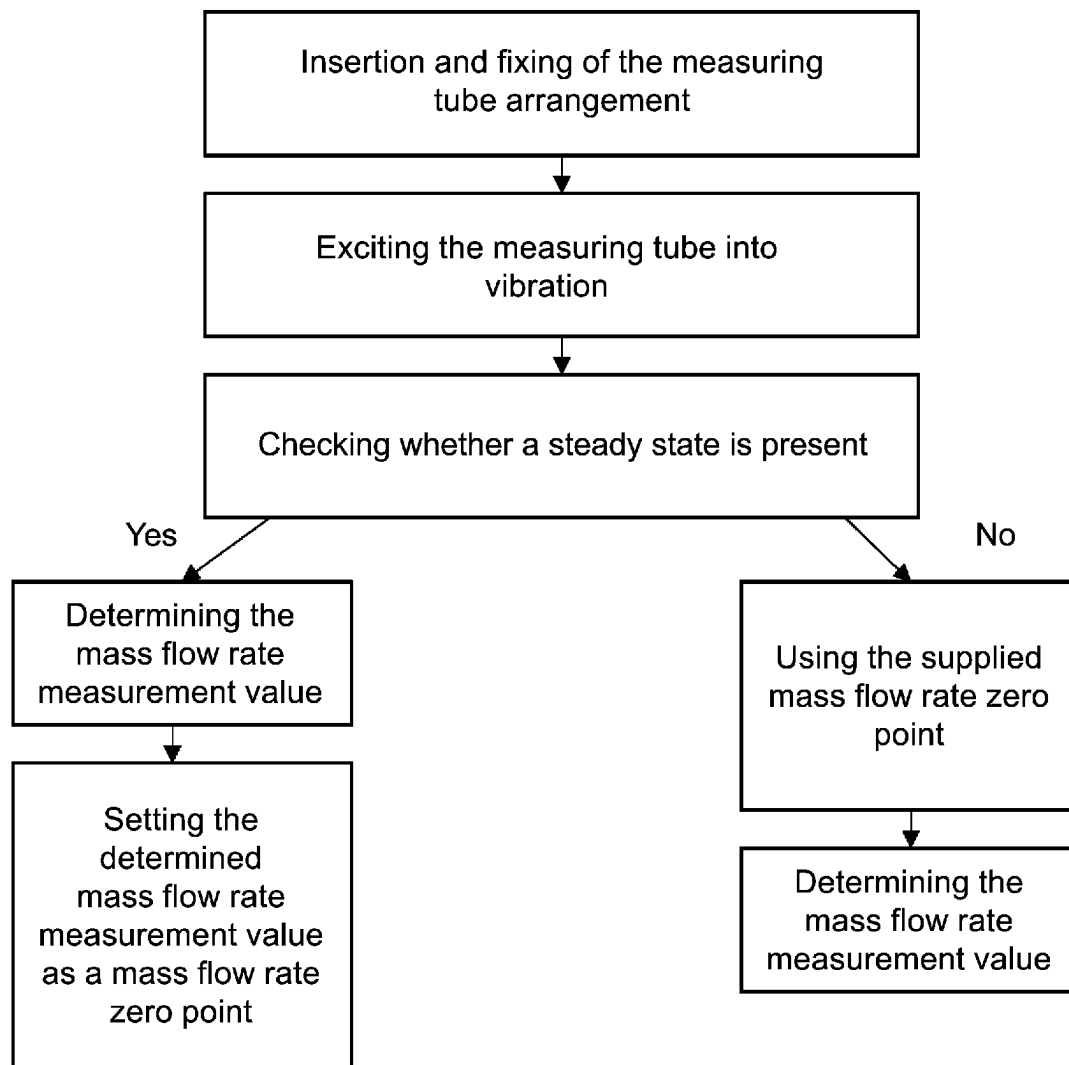 Insertion and fixing of the measuring
tube arrangement
Exciting the measuring tube into
vibration
Checking whether a steady state is present
Yes
No
Determining the
mass flow rate
measurement value
Using the supplied
mass flow rate zero
point
Setting the
determined
mass flow rate
measurement value
as a mass flow rate
zero point
Determining the
mass flow rate
measurement value